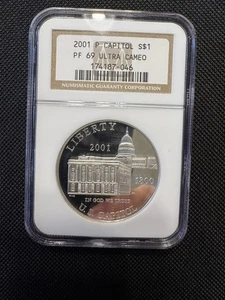 2001 P CAPITOL S$1
PF 69 ULTRA CAMEO
174187-046
NUMISMATIC GUARANTY CORPORATION
LIBERTY
2001
1800
IN GOD WE TRUST
U.S. CAPITOL